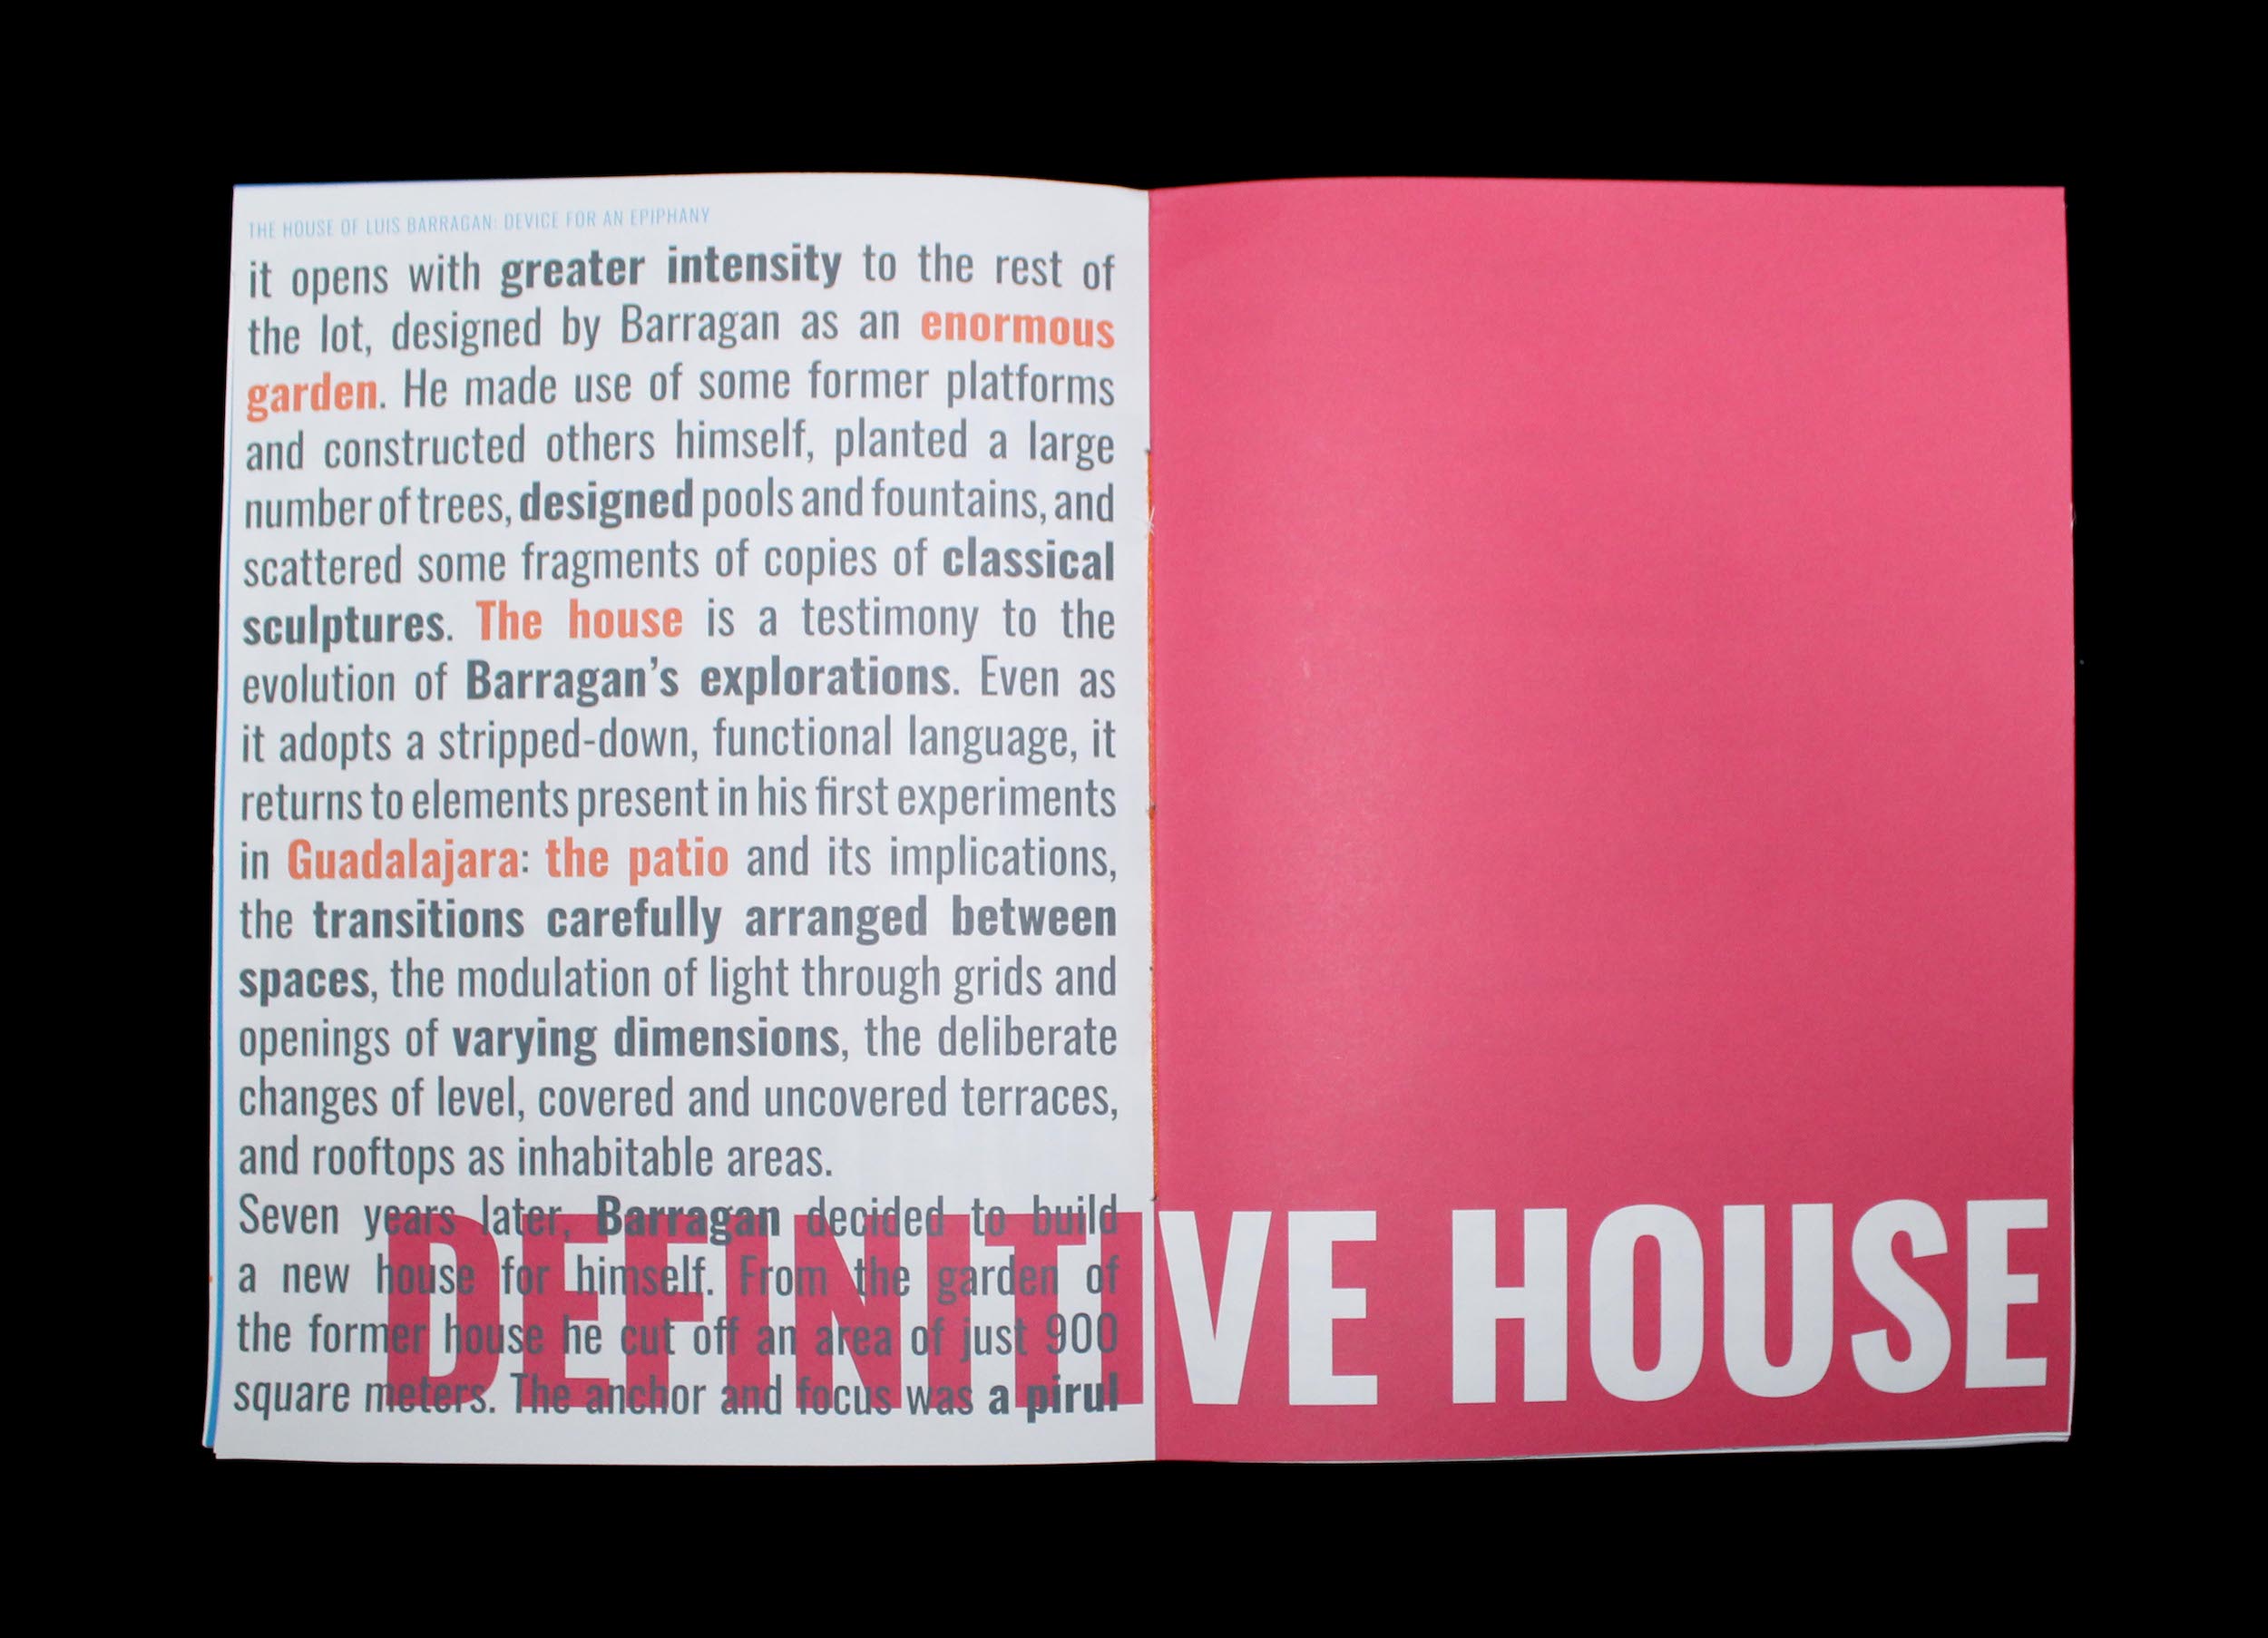 THE HOUSE OF LUIS BARRAGAN: DEVICE FOR AN EPIPHANY
it opens with greater intensity to the rest of
the lot, designed by Barragan as an enormous
garden. He made use of some former platforms
and constructed others himself, planted a large
number of trees, designed pools and fountains, and
scattered some fragments of copies of classical
sculptures. The house is a testimony to the
evolution of Barragan’s explorations. Even as
it adopts a stripped-down, functional language, it
returns to elements present in his first experiments
in Guadalajara: the patio and its implications,
the transitions carefully arranged between
spaces, the modulation of light through grids and
openings of varying dimensions, the deliberate
changes of level, covered and uncovered terraces,
and rooftops as inhabitable areas.
Seven years later, Barragan decided to build
a new house for himself. From the garden of
the former house he cut off an area of just 900
square meters. The anchor and focus was a pirul
DEFINITIVE HOUSE